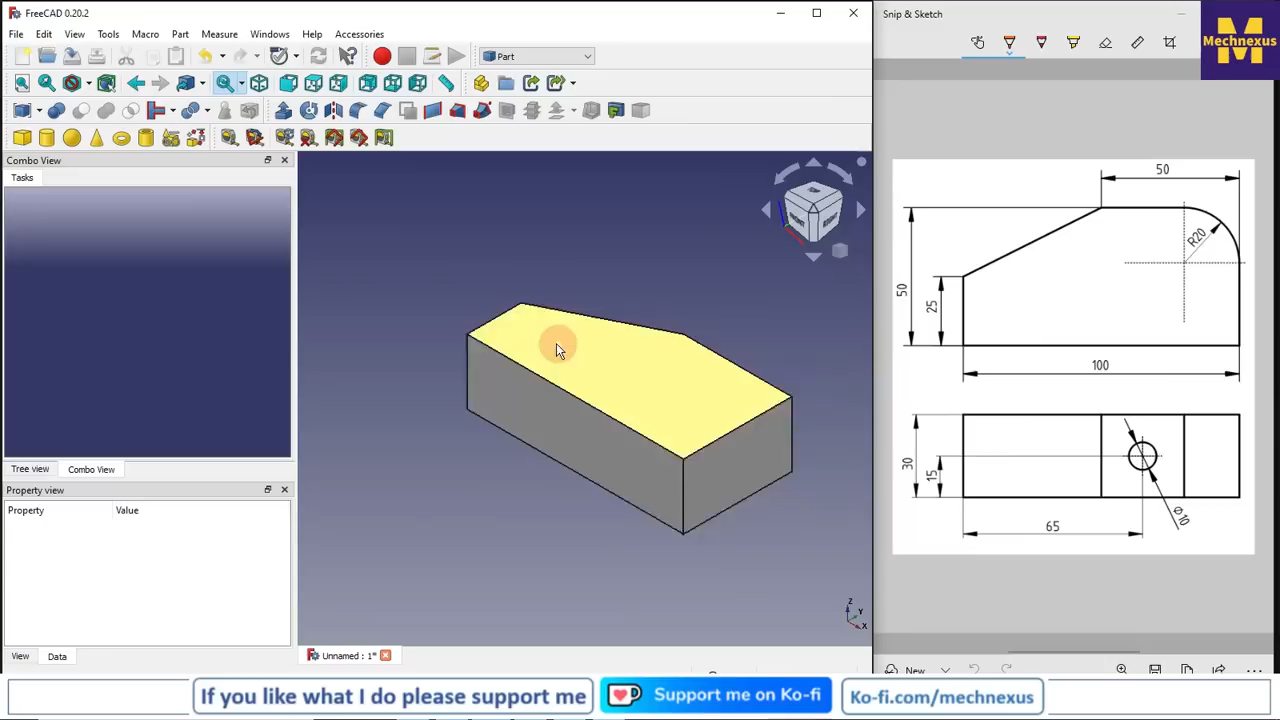 FreeCAD 0.20.2
File Edit View Tools Macro Part Measure Windows Help Accessories
Part
Combo View
Tasks
Tree view Combo View
Property view
Property Value
View Data
FRONT RIGHT
Z
Y
X
Unnamed : 1*
Snip & Sketch
Mechnexus
50
R20
50
25
100
30
15
Ø10
65
New
If you like what I do please support me
Support me on Ko-fi
Ko-fi.com/mechnexus